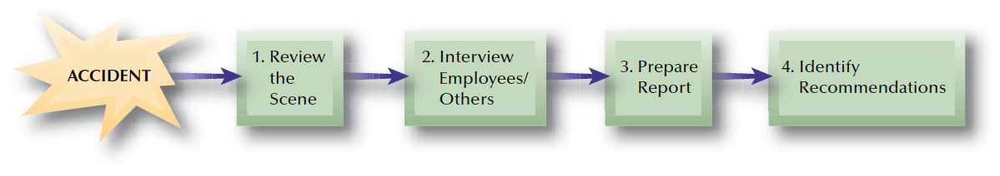 ACCIDENT
1. Review
the
Scene
2. Interview
Employees/
Others
3. Prepare
Report
4. Identify
Recommendations